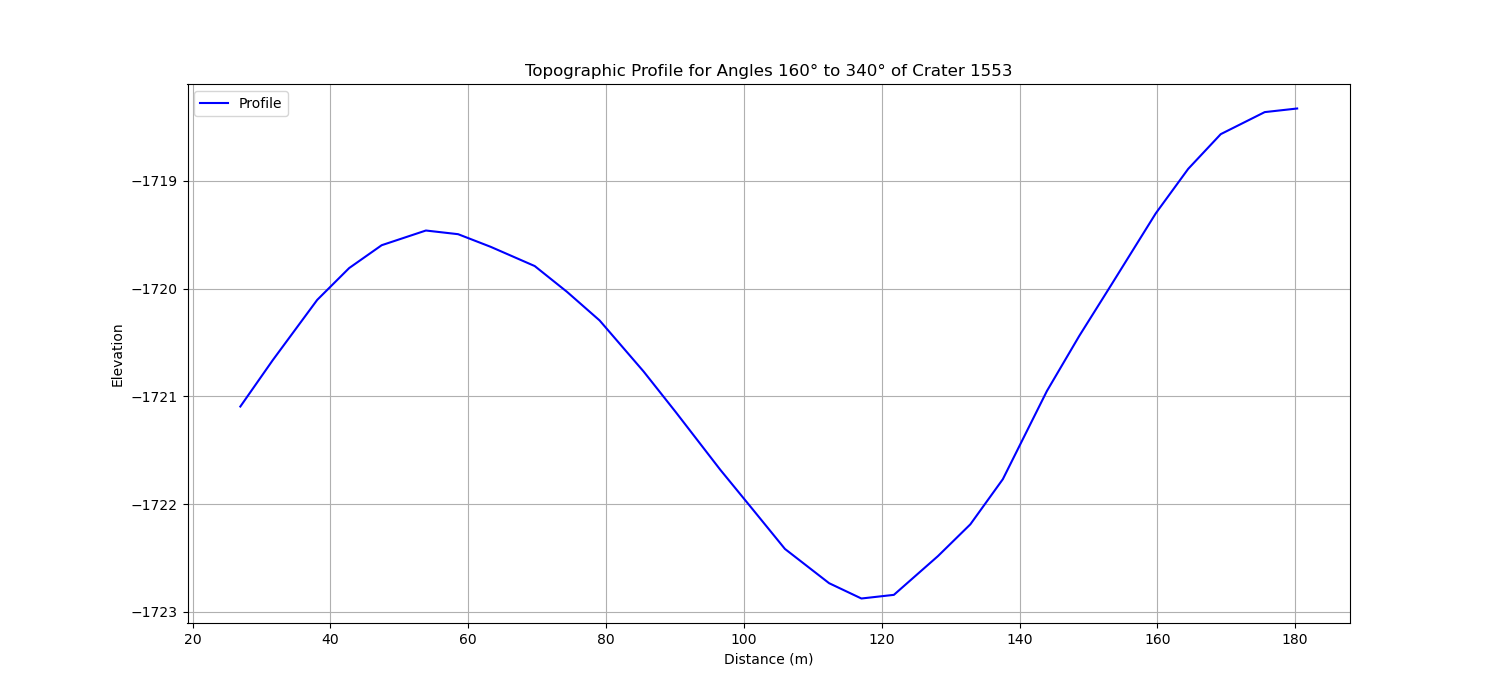 Topographic Profile for Angles 160° to 340° of Crater 1553
Profile
−1719
−1720
−1721
−1722
−1723
Elevation
20 40 60 80 100 120 140 160 180
Distance (m)